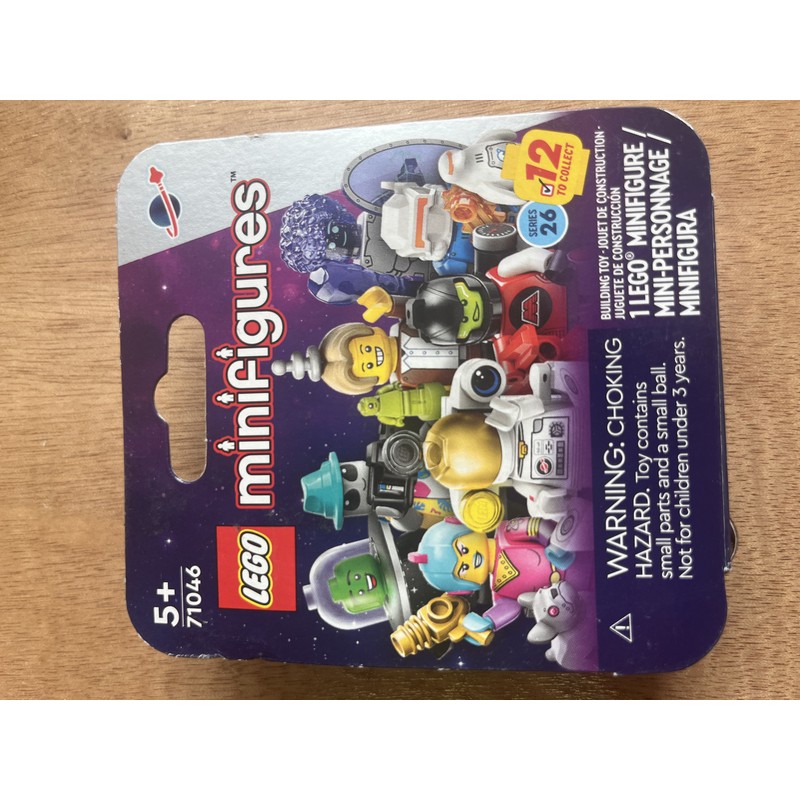 5+
71046
LEGO
minifigures™
SERIES
26
12
TO COLLECT
BUILDING TOY · JOUET DE CONSTRUCTION ·
JUGUETE DE CONSTRUCCIÓN
1 LEGO® MINIFIGURE /
MINI-PERSONNAGE /
MINIFIGURA
WARNING: CHOKING
HAZARD. Toy contains
small parts and a small ball.
Not for children under 3 years.